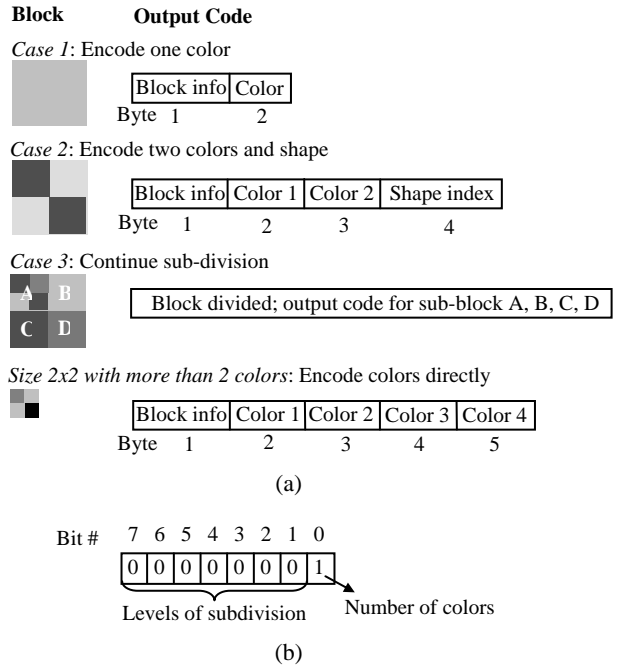 Block Output Code
Case 1: Encode one color
Block info Color
Byte 1 2
Case 2: Encode two colors and shape
Block info Color 1 Color 2 Shape index
Byte 1 2 3 4
Case 3: Continue sub-division
A B
C D
Block divided; output code for sub-block A, B, C, D
Size 2x2 with more than 2 colors: Encode colors directly
Block info Color 1 Color 2 Color 3 Color 4
Byte 1 2 3 4 5
(a)
Bit # 7 6 5 4 3 2 1 0
0 0 0 0 0 0 0 1
Levels of subdivision Number of colors
(b)